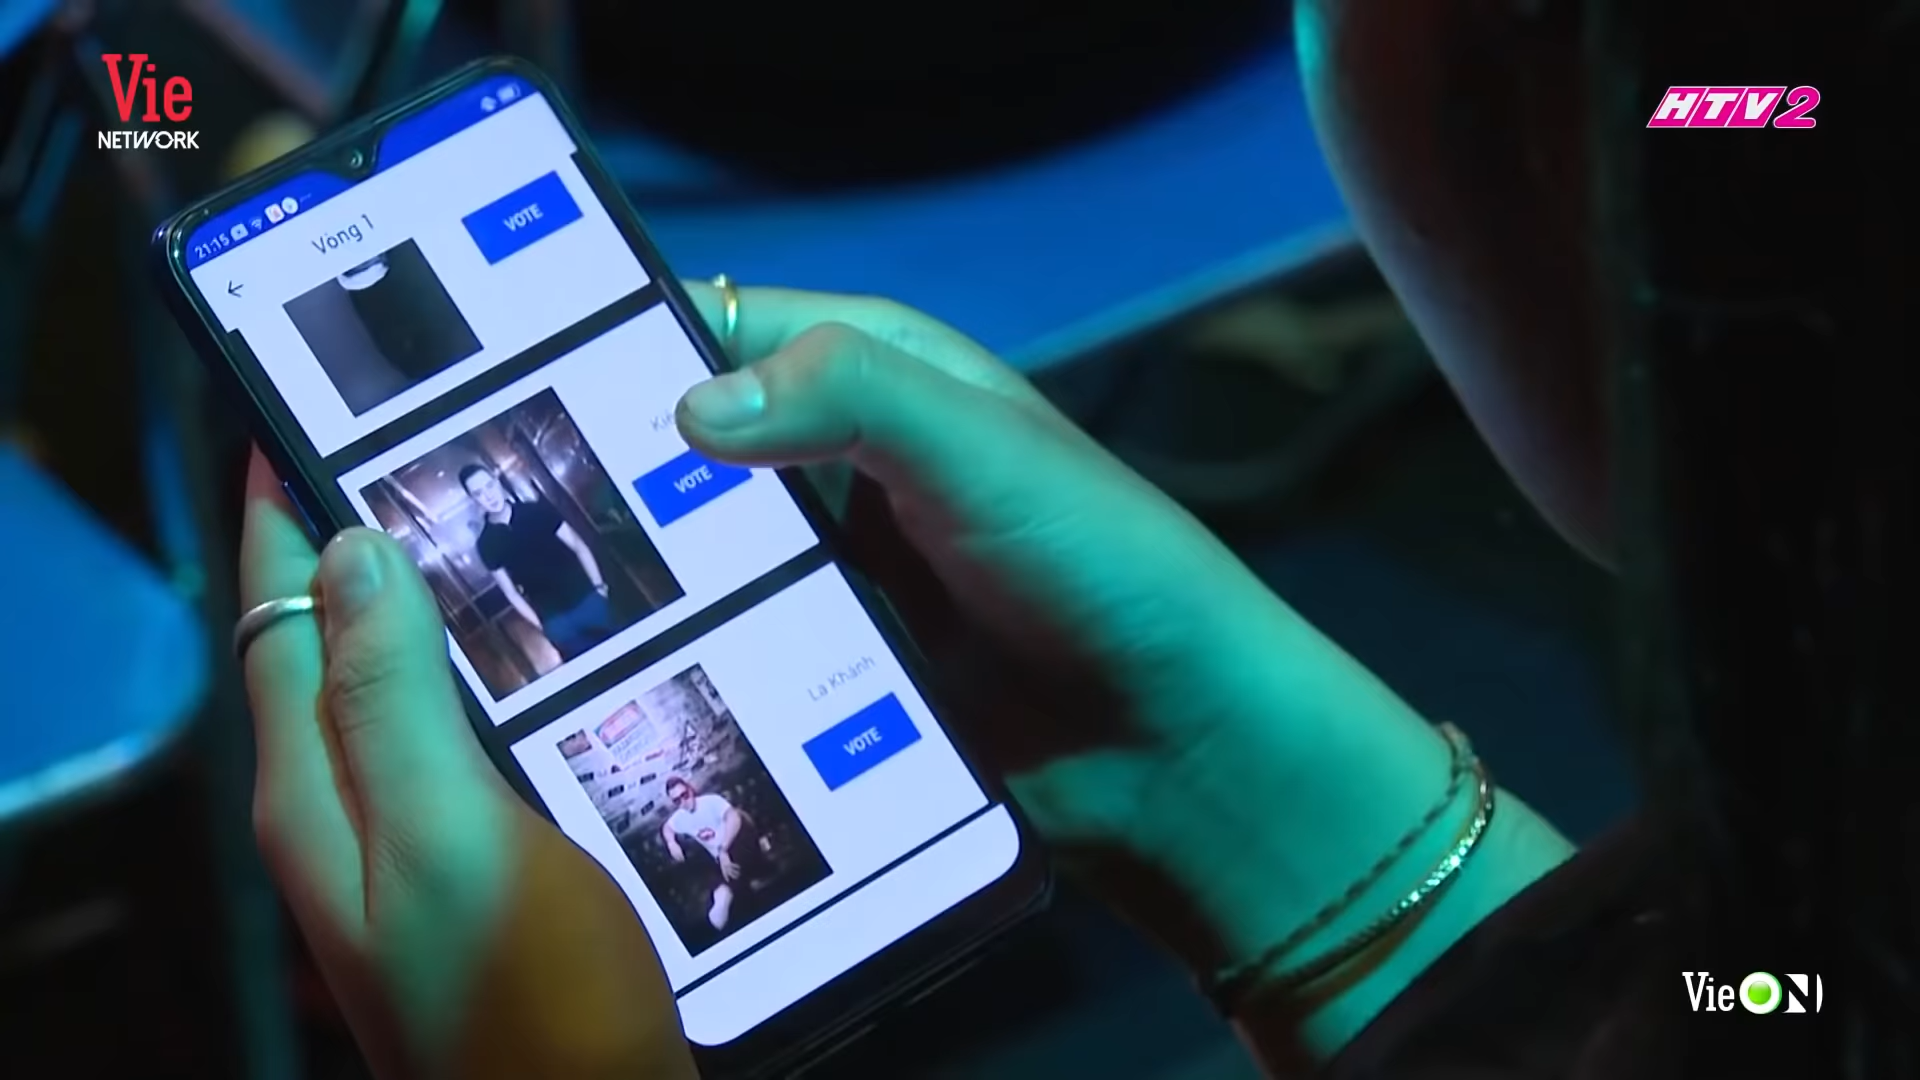 Vie
NETWORK
HTV2
21:15
Vòng 1
VOTE
VOTE
La Khánh
VOTE
VieON